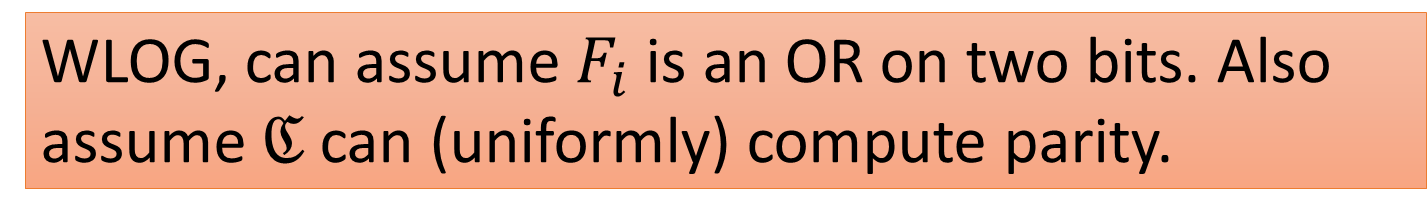 WLOG, can assume 𝐹𝑖 is an OR on two bits. Also
assume ℭ can (uniformly) compute parity.